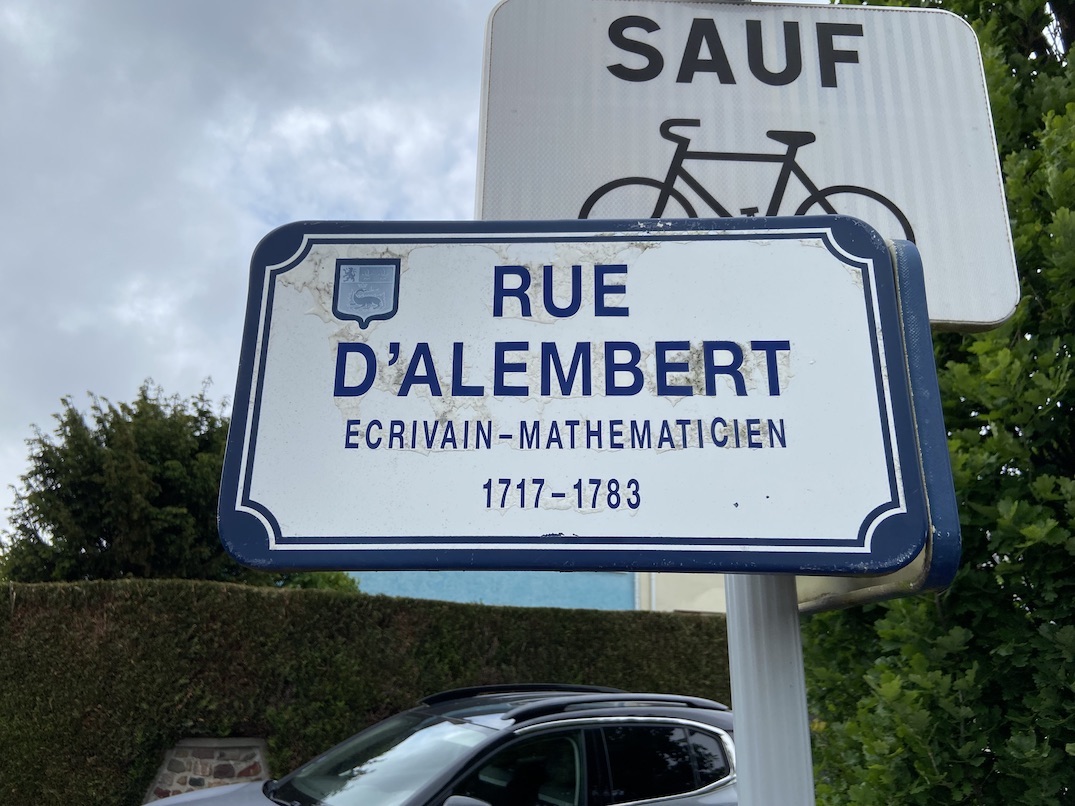 SAUF
RUE
D'ALEMBERT
ECRIVAIN-MATHEMATICIEN
1717-1783